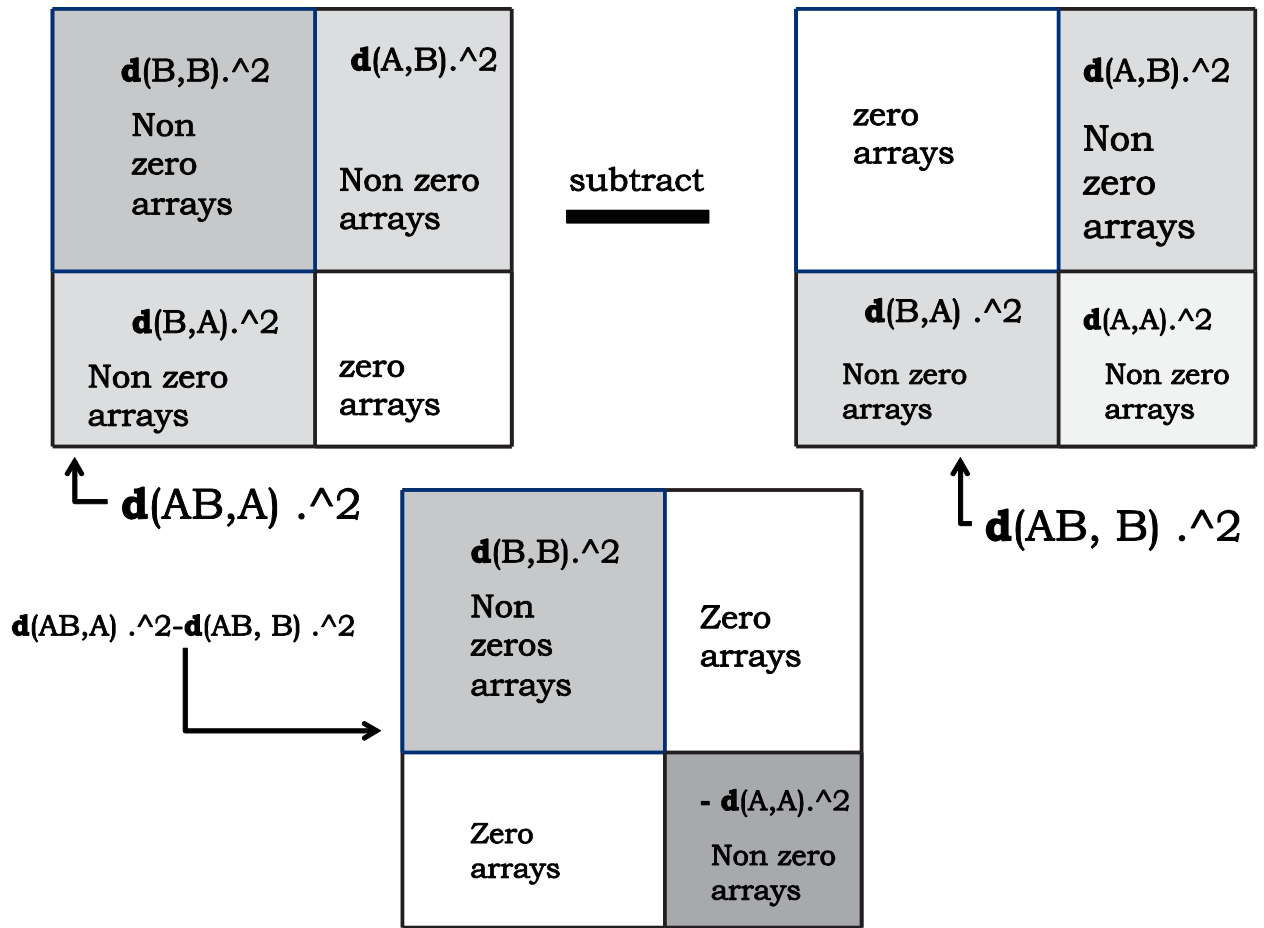 d(B,B).^2
Non
zero
arrays
d(A,B).^2
Non zero
arrays
d(B,A).^2
Non zero
arrays
zero
arrays
d(AB,A) .^2
subtract
zero
arrays
d(A,B).^2
Non
zero
arrays
d(B,A) .^2
Non zero
arrays
d(A,A).^2
Non zero
arrays
d(AB, B) .^2
d(AB,A) .^2-d(AB, B) .^2
d(B,B).^2
Non
zeros
arrays
Zero
arrays
Zero
arrays
- d(A,A).^2
Non zero
arrays